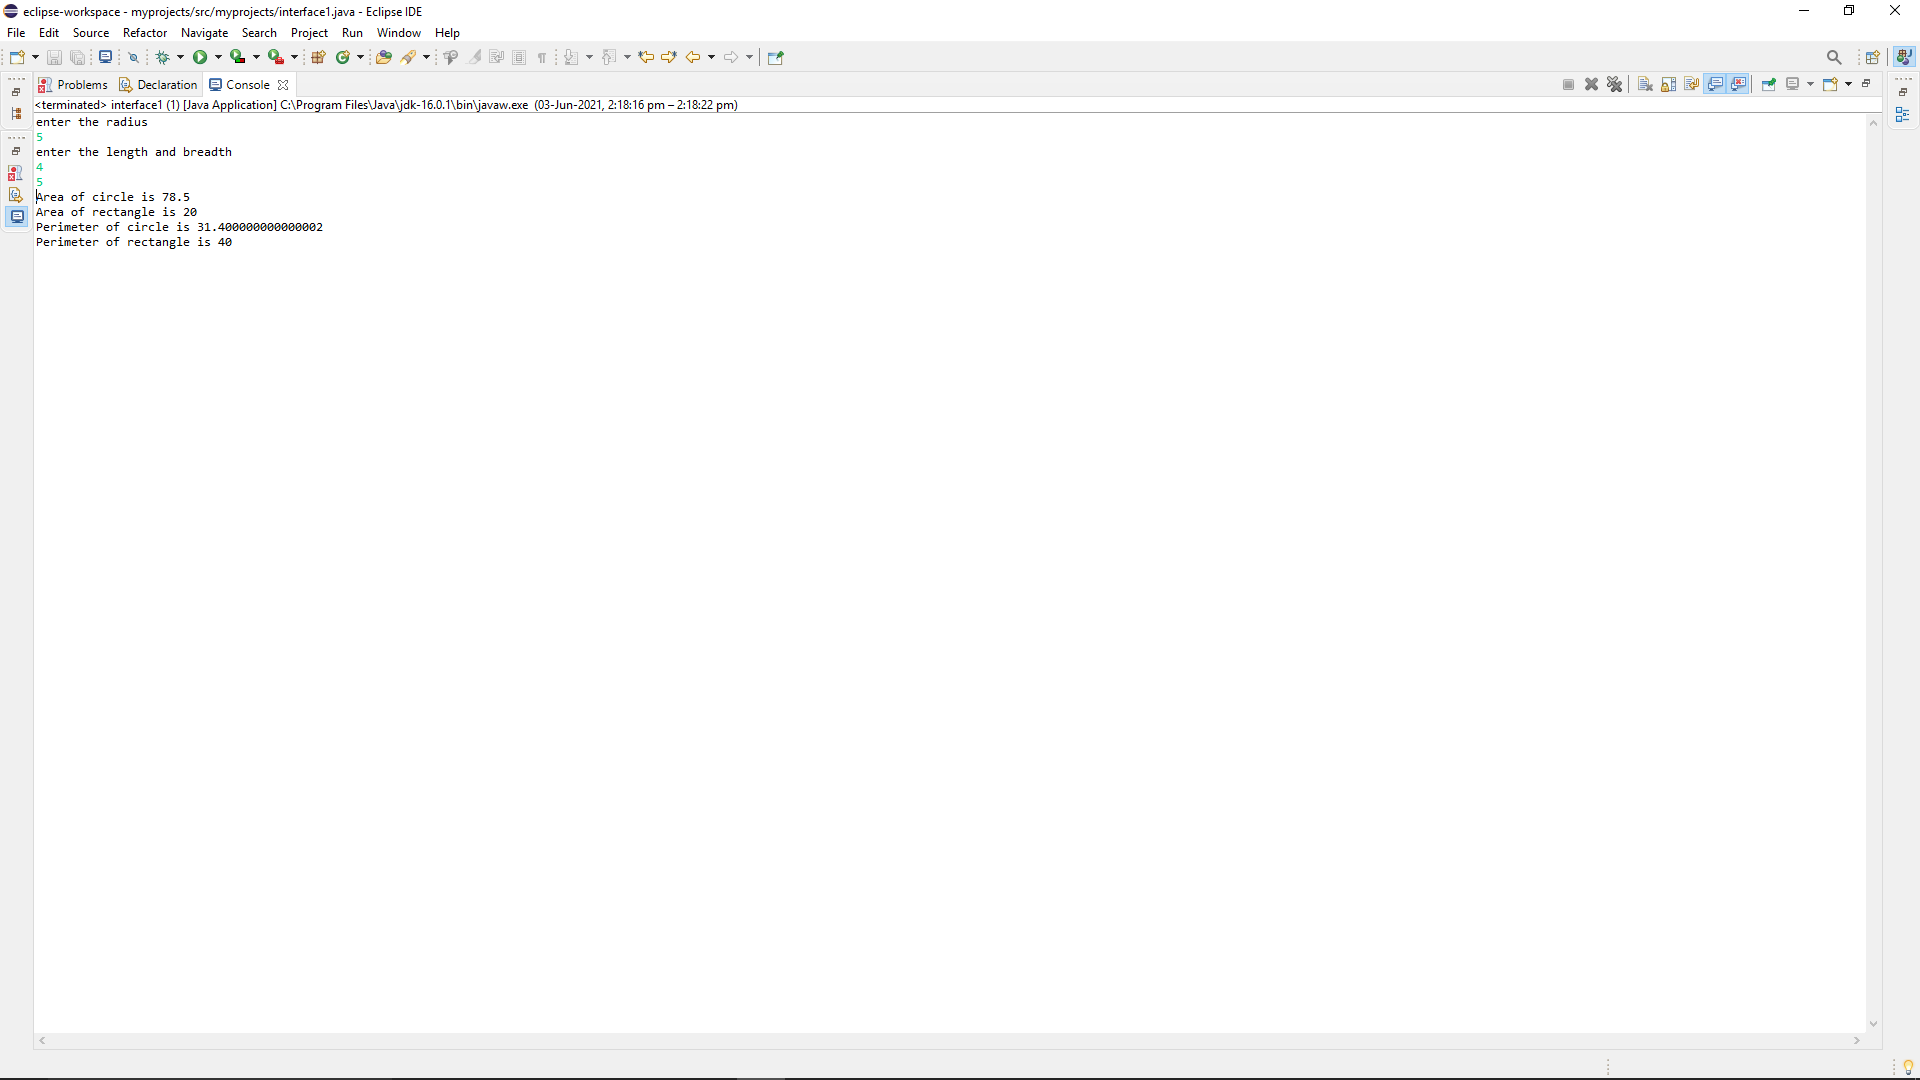 eclipse-workspace - myprojects/src/myprojects/interface1.java - Eclipse IDE
File Edit Source Refactor Navigate Search Project Run Window Help
Problems Declaration Console
<terminated> interface1 (1) [Java Application] C:\Program Files\Java\jdk-16.0.1\bin\javaw.exe (03-Jun-2021, 2:18:16 pm – 2:18:22 pm)
enter the radius
5
enter the length and breadth
4
5
Area of circle is 78.5
Area of rectangle is 20
Perimeter of circle is 31.400000000000002
Perimeter of rectangle is 40